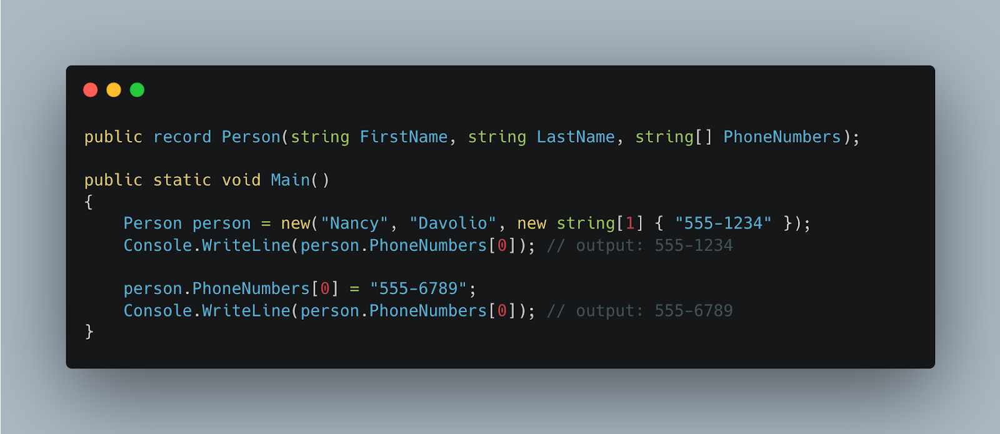 public record Person(string FirstName, string LastName, string[] PhoneNumbers);
public static void Main()
{
    Person person = new("Nancy", "Davolio", new string[1] { "555-1234" });
    Console.WriteLine(person.PhoneNumbers[0]); // output: 555-1234
    person.PhoneNumbers[0] = "555-6789";
    Console.WriteLine(person.PhoneNumbers[0]); // output: 555-6789
}